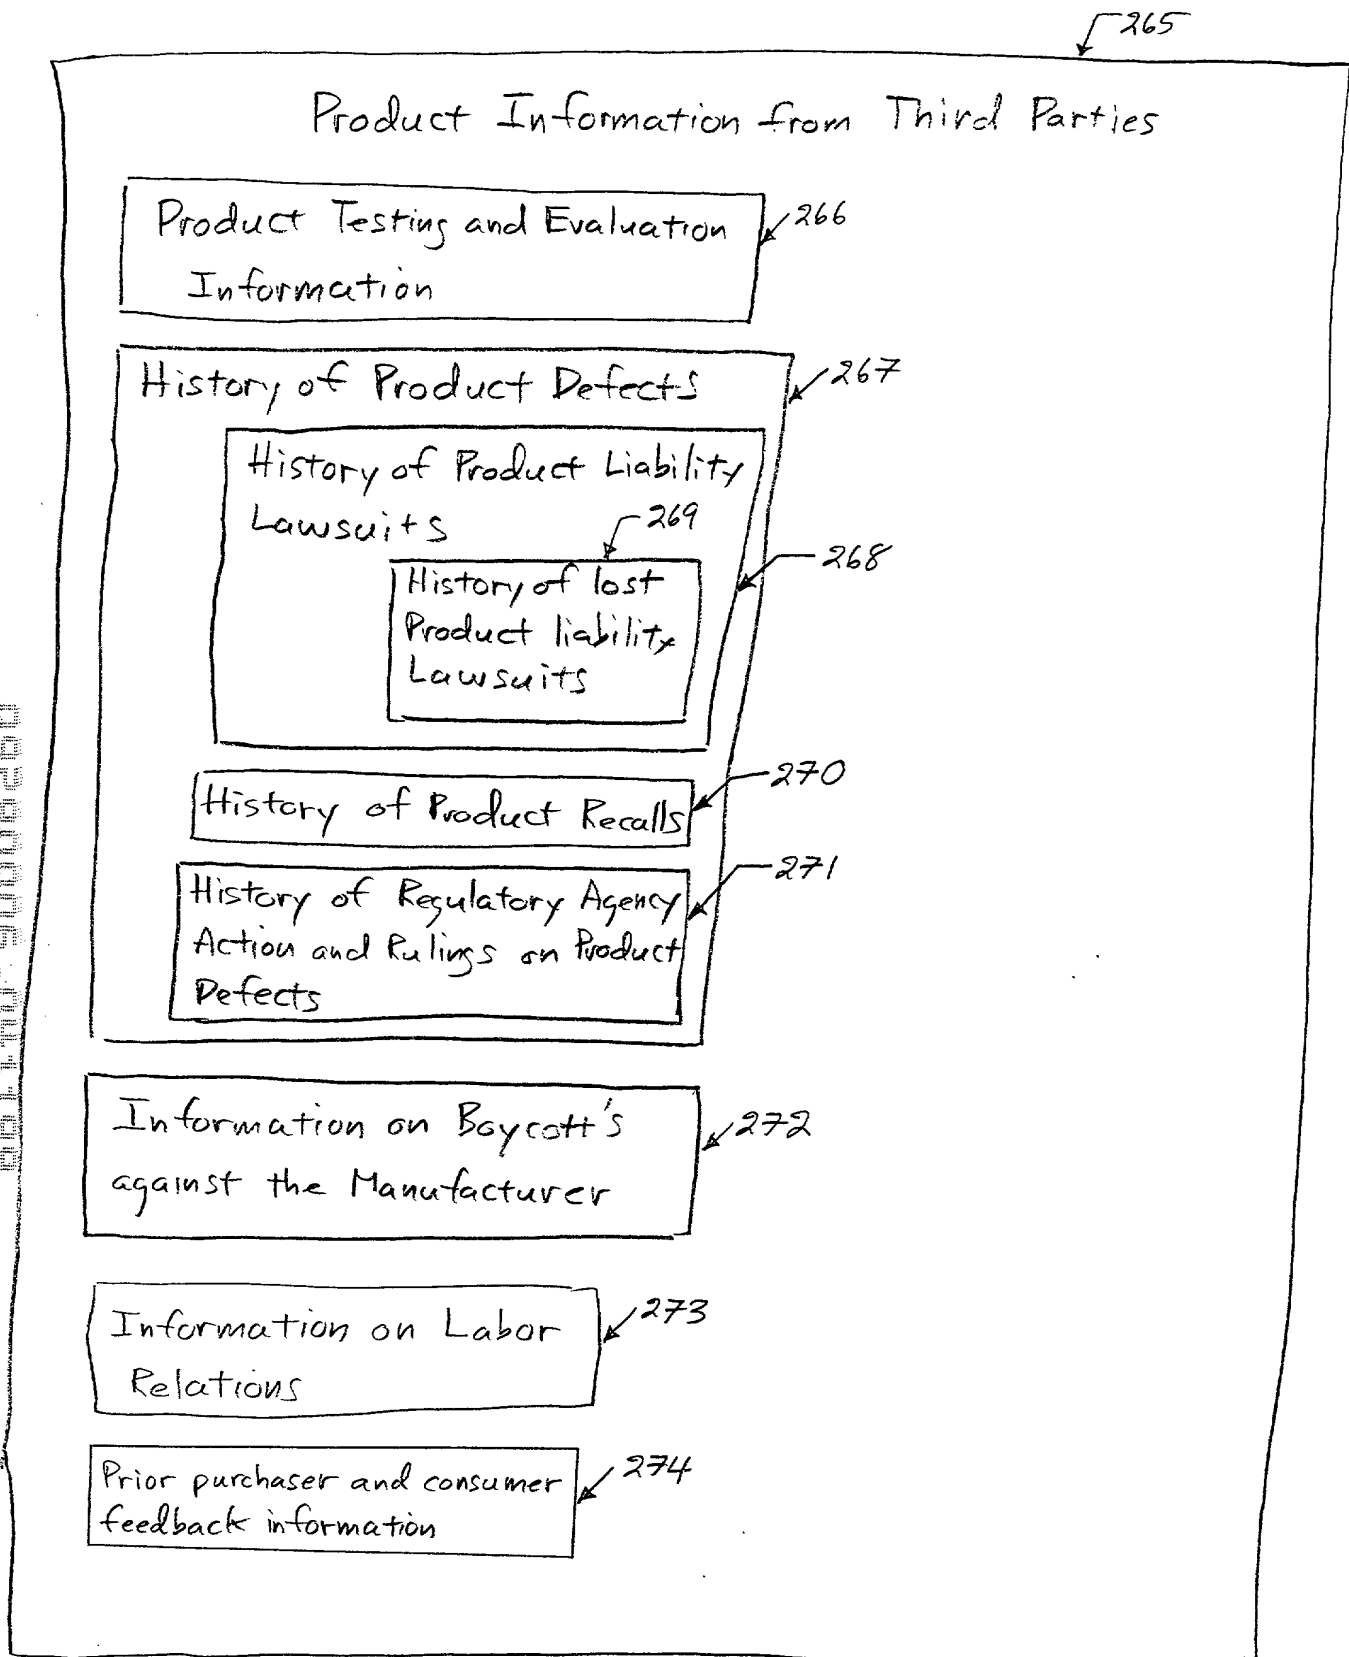 265
Product Information from Third Parties
Product Testing and Evaluation
Information
266
History of Product Defects
267
History of Product Liability
Lawsuits
269
268
History of lost
Product liability
Lawsuits
270
History of Product Recalls
271
History of Regulatory Agency
Action and Rulings on Product
Defects
Information on Boycott's
against the Manufacturer
272
Information on Labor
Relations
273
Prior purchaser and consumer
feedback information
274